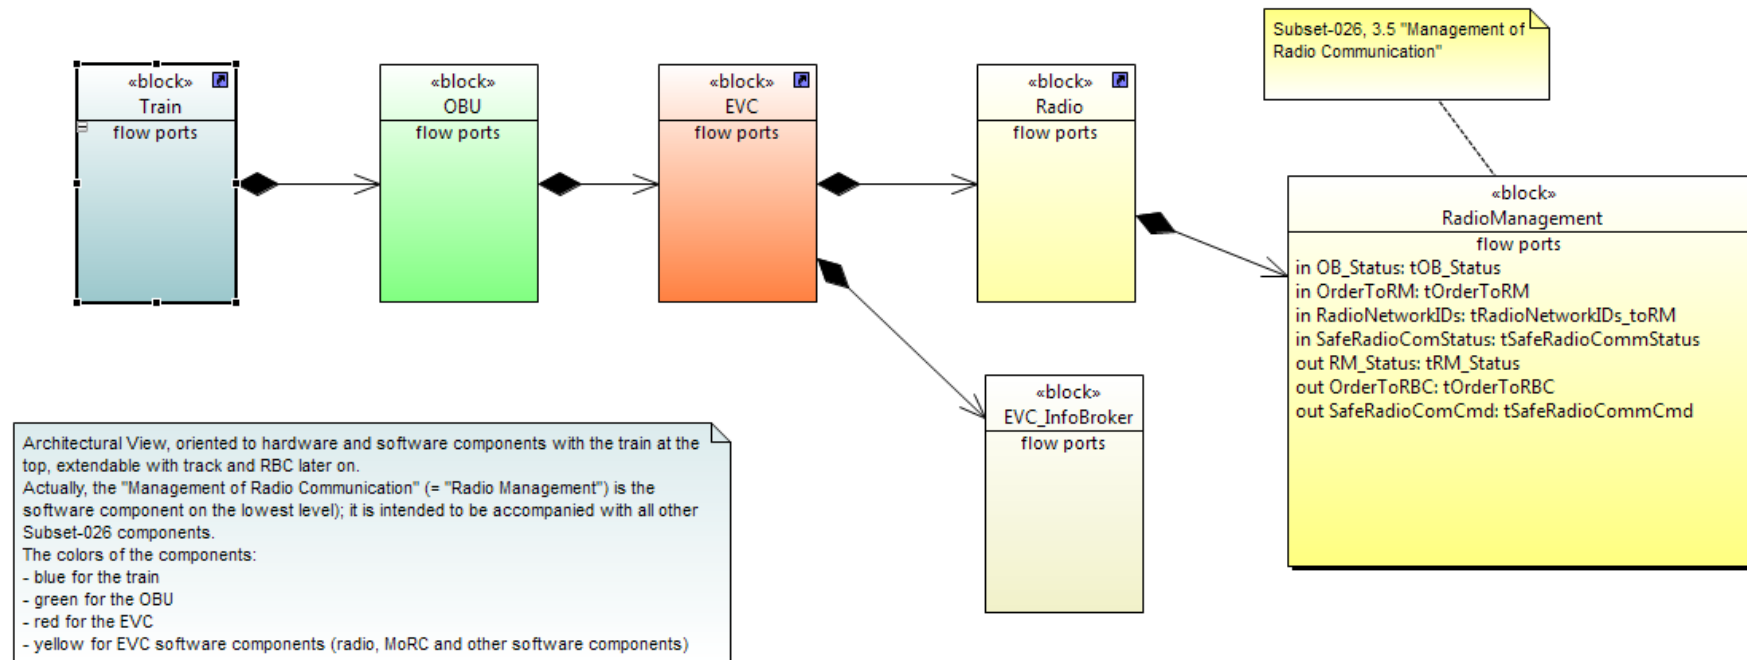 Subset-026, 3.5 "Management of
Radio Communication"
«block»
Train
flow ports
«block»
OBU
flow ports
«block»
EVC
flow ports
«block»
Radio
flow ports
«block»
RadioManagement
flow ports
in OB_Status: tOB_Status
in OrderToRM: tOrderToRM
in RadioNetworkIDs: tRadioNetworkIDs_toRM
in SafeRadioComStatus: tSafeRadioCommStatus
out RM_Status: tRM_Status
out OrderToRBC: tOrderToRBC
out SafeRadioComCmd: tSafeRadioCommCmd
«block»
EVC_InfoBroker
flow ports
Architectural View, oriented to hardware and software components with the train at the
top, extendable with track and RBC later on.
Actually, the "Management of Radio Communication" (= "Radio Management") is the
software component on the lowest level); it is intended to be accompanied with all other
Subset-026 components.
The colors of the components:
- blue for the train
- green for the OBU
- red for the EVC
- yellow for EVC software components (radio, MoRC and other software components)